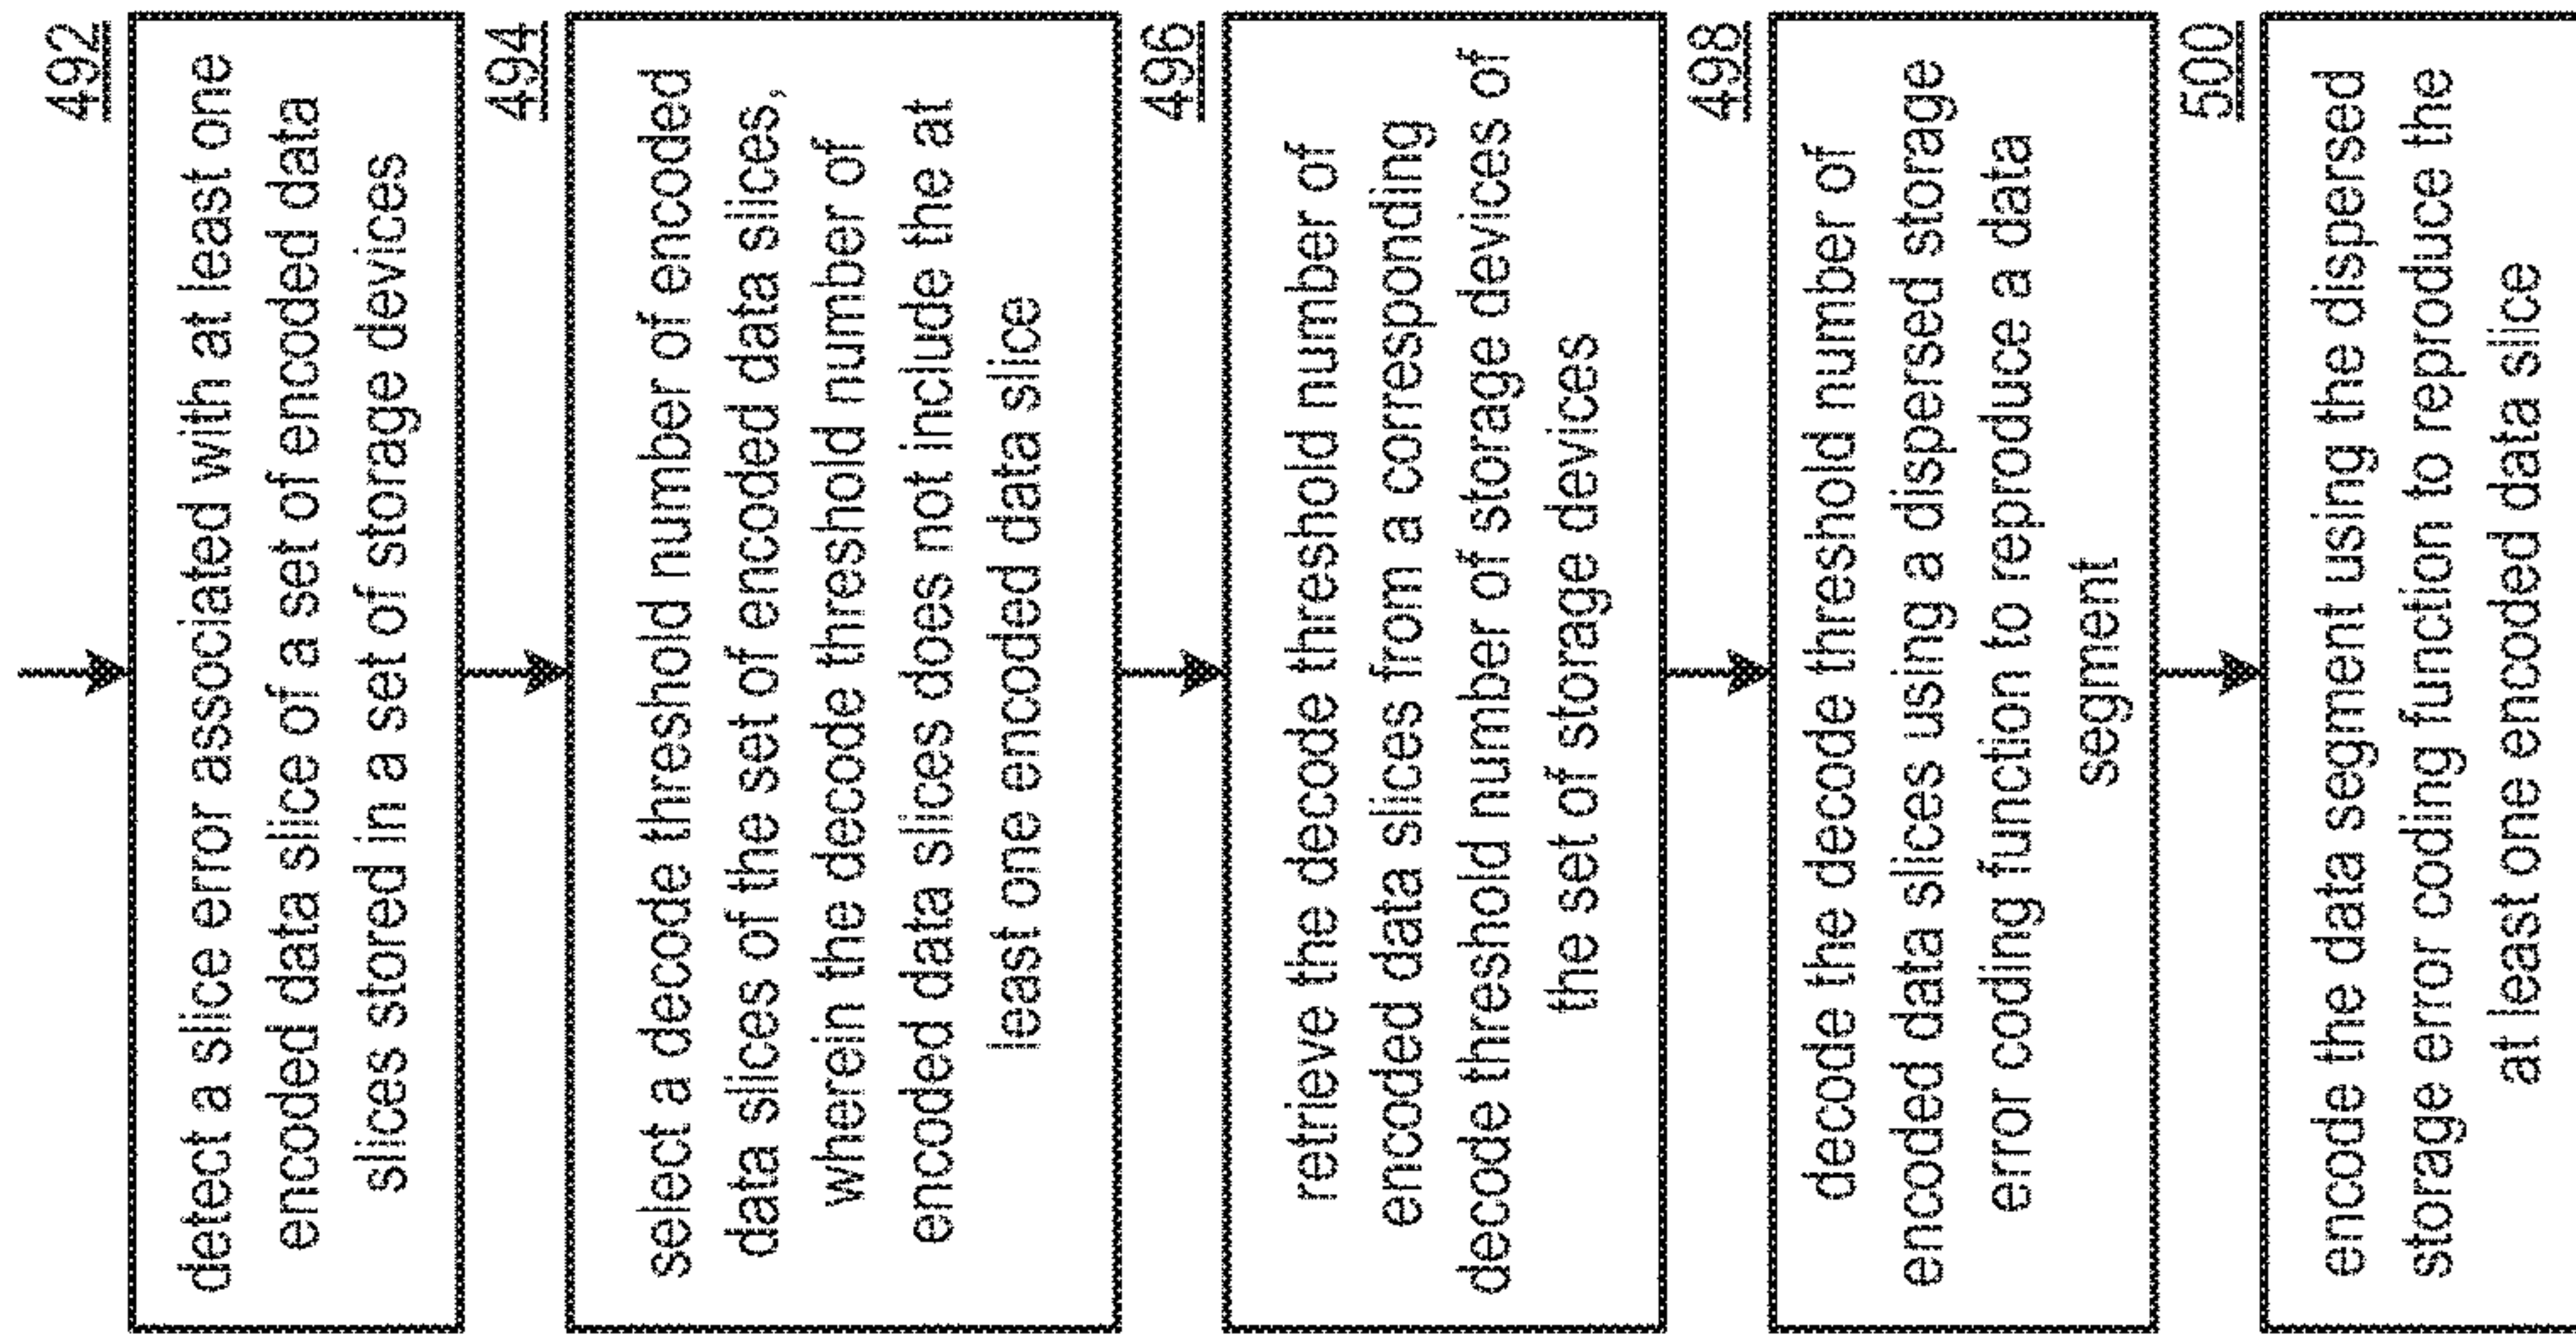 492
detect a slice error associated with at least one
encoded data slice of a set of encoded data
slices stored in a set of storage devices
494
select a decode threshold number of encoded
data slices of the set of encoded data slices,
wherein the decode threshold number of
encoded data slices does not include the at
least one encoded data slice
496
retrieve the decode threshold number of
encoded data slices from a corresponding
decode threshold number of storage devices of
the set of storage devices
498
decode the decode threshold number of
encoded data slices using a dispersed storage
error coding function to reproduce a data
segment
500
encode the data segment using the dispersed
storage error coding function to reproduce the
at least one encoded data slice